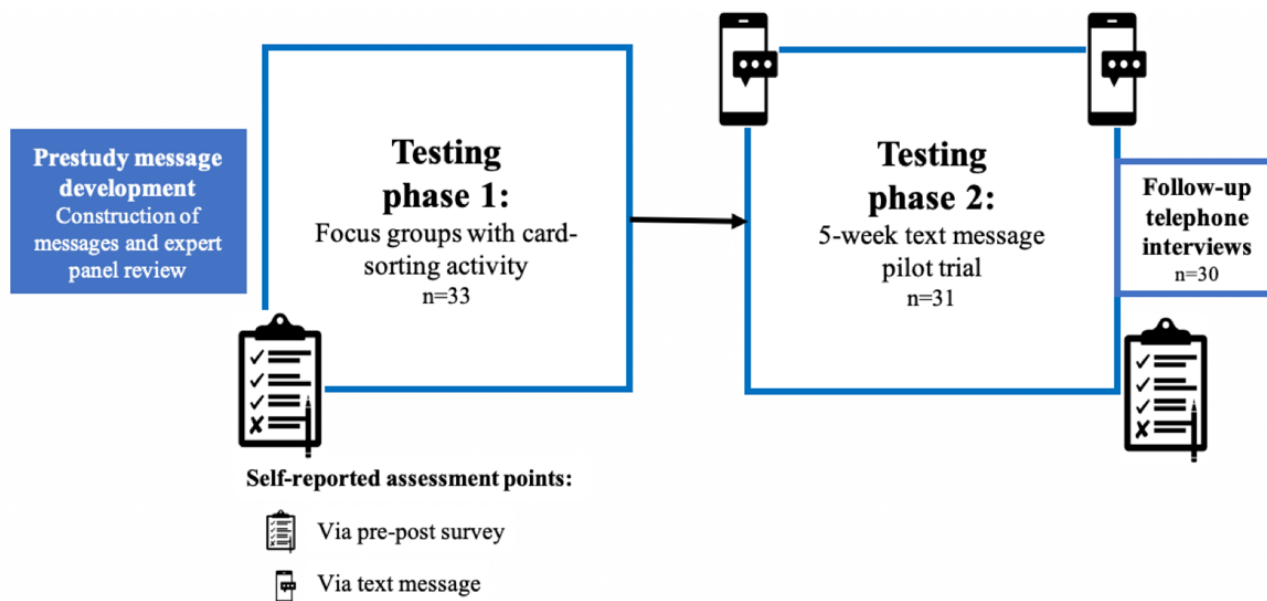 Prestudy message
development
Construction of
messages and expert
panel review
Testing
phase 1:
Focus groups with card-
sorting activity
n=33
Testing
phase 2:
5-week text message
pilot trial
n=31
Follow-up
telephone
interviews
n=30
Self-reported assessment points:
Via pre-post survey
Via text message